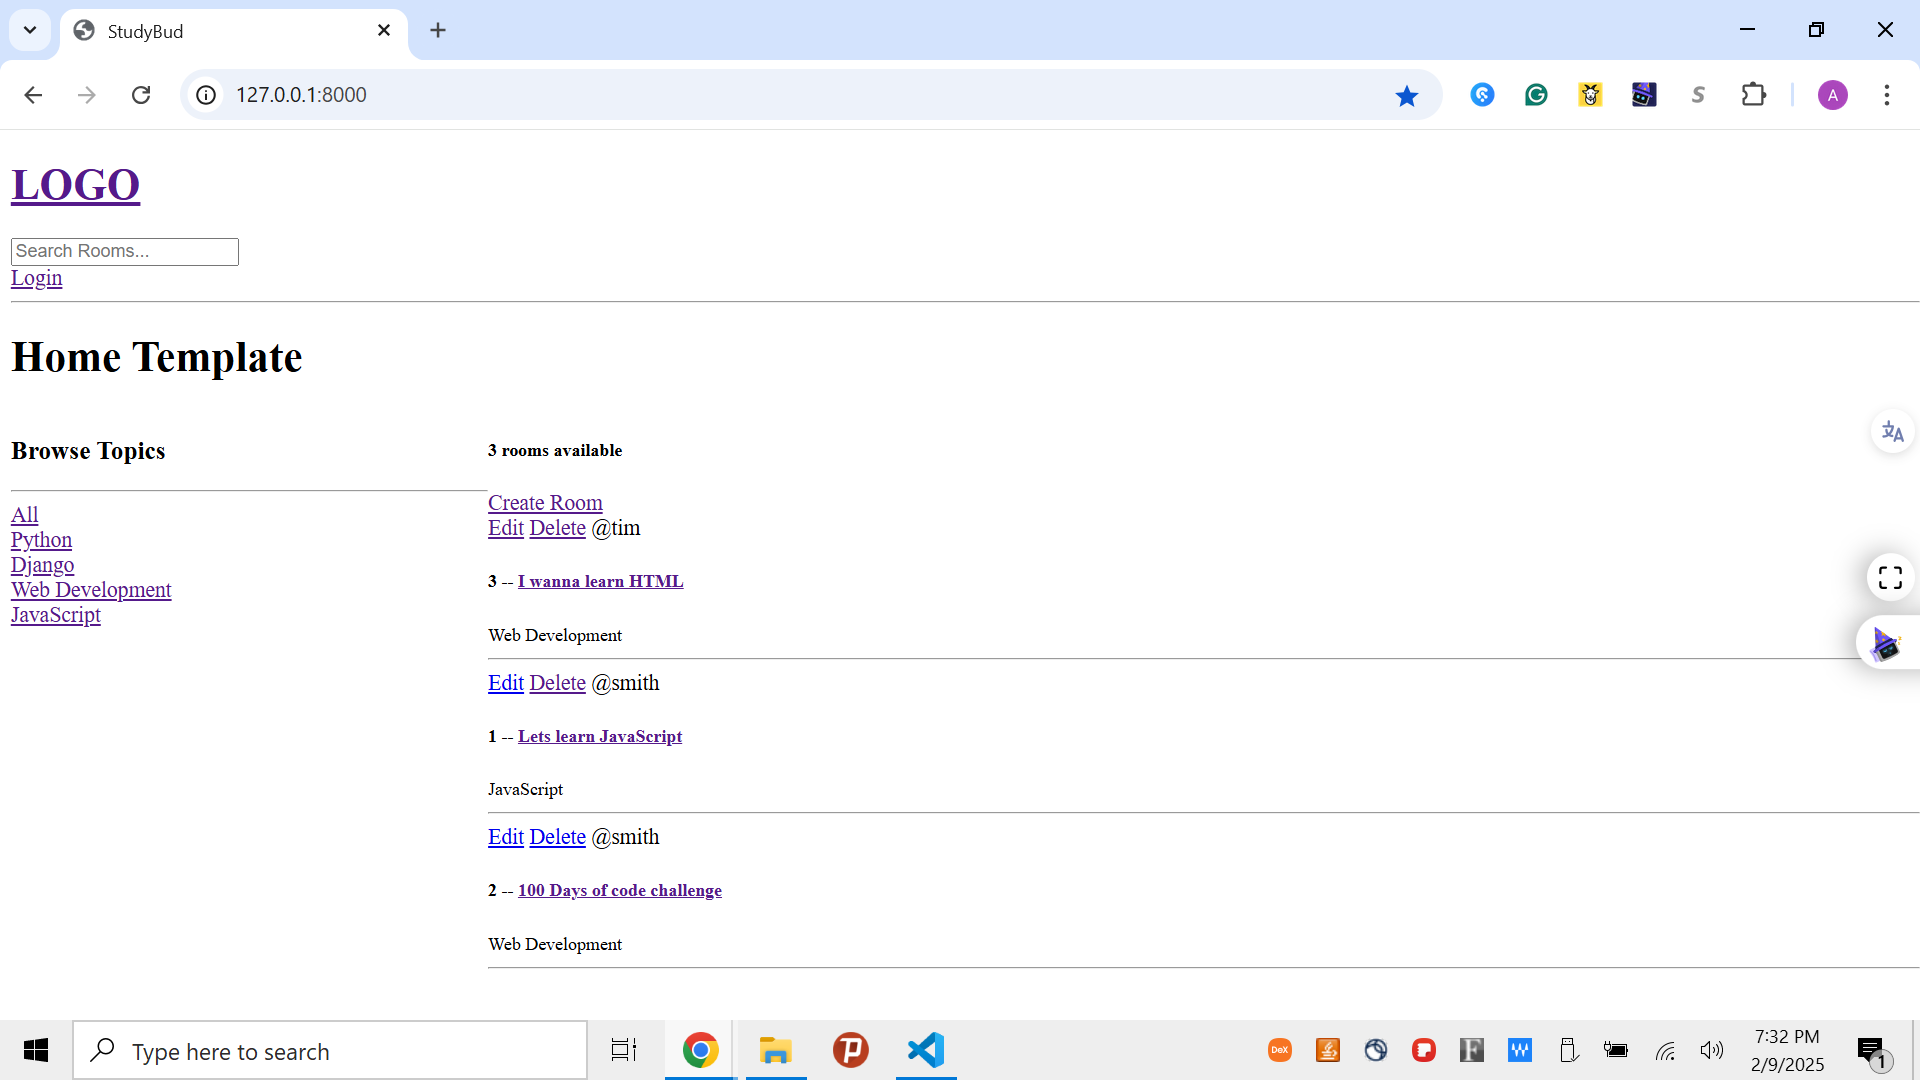 StudyBud
127.0.0.1:8000
A
LOGO
Search Rooms...
Login
Home Template
Browse Topics
All
Python
Django
Web Development
JavaScript
3 rooms available
Create Room
Edit Delete @tim
3 -- I wanna learn HTML
Web Development
Edit Delete @smith
1 -- Lets learn JavaScript
JavaScript
Edit Delete @smith
2 -- 100 Days of code challenge
Web Development
Type here to search
DeX
7:32 PM
2/9/2025
1